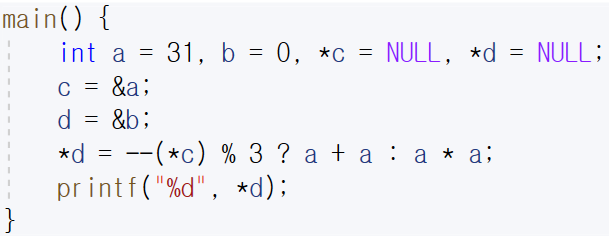 main() {
    int a = 31, b = 0, *c = NULL, *d = NULL;
    c = &a;
    d = &b;
    *d = --(*c) % 3 ? a + a : a * a;
    printf("%d", *d);
}